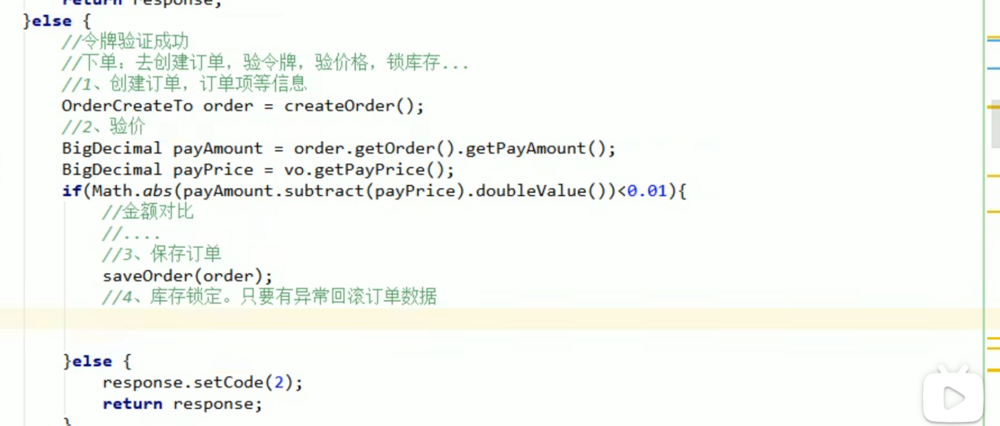 return response;
}else {
//令牌验证成功
//下单：去创建订单，验令牌，验价格，锁库存...
//1、创建订单，订单项等信息
OrderCreateTo order = createOrder();
//2、验价
BigDecimal payAmount = order.getOrder().getPayAmount();
BigDecimal payPrice = vo.getPayPrice();
if(Math.abs(payAmount.subtract(payPrice).doubleValue())<0.01){
//金额对比
//....
//3、保存订单
saveOrder(order);
//4、库存锁定。只要有异常回滚订单数据
}else {
response.setCode(2);
return response;
}